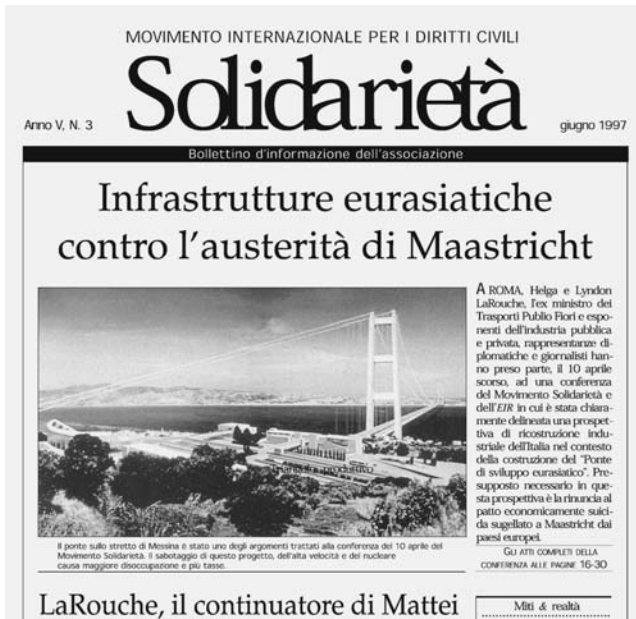 MOVIMENTO INTERNAZIONALE PER I DIRITTI CIVILI
Solidarietà
Anno V, N. 3
giugno 1997
Bollettino d'informazione dell'associazione
Infrastrutture eurasiatiche
contro l'austerità di Maastricht
A ROMA, Helga e Lyndon
LaRouche, l'ex ministro dei
Trasporti Publio Fiori e espo-
nenti dell'industria pubblica
e privata, rappresentanze di-
plomatiche e giornalisti han-
no preso parte, il 10 aprile
scorso, ad una conferenza
del Movimento Solidarietà e
dell'EIR in cui è stata chiara-
mente delineata una prospet-
tiva di ricostruzione indu-
striale dell'Italia nel contesto
della costruzione del "Ponte
di sviluppo eurasiatico". Pre-
supposto necessario in que-
sta prospettiva è la rinuncia al
patto economicamente suici-
da sugellato a Maastricht dai
paesi europei.
GLI ATTI COMPLETI DELLA
CONFERENZA ALLE PAGINE 16-30
produttivo
Il ponte sullo stretto di Messina è stato uno degli argomenti trattati alla conferenza del 10 aprile del
Movimento Solidarietà. Il sabotaggio di questo progetto, dell'alta velocità e del nucleare
causa maggiore disoccupazione e più tasse.
LaRouche, il continuatore di Mattei
Miti & realtà